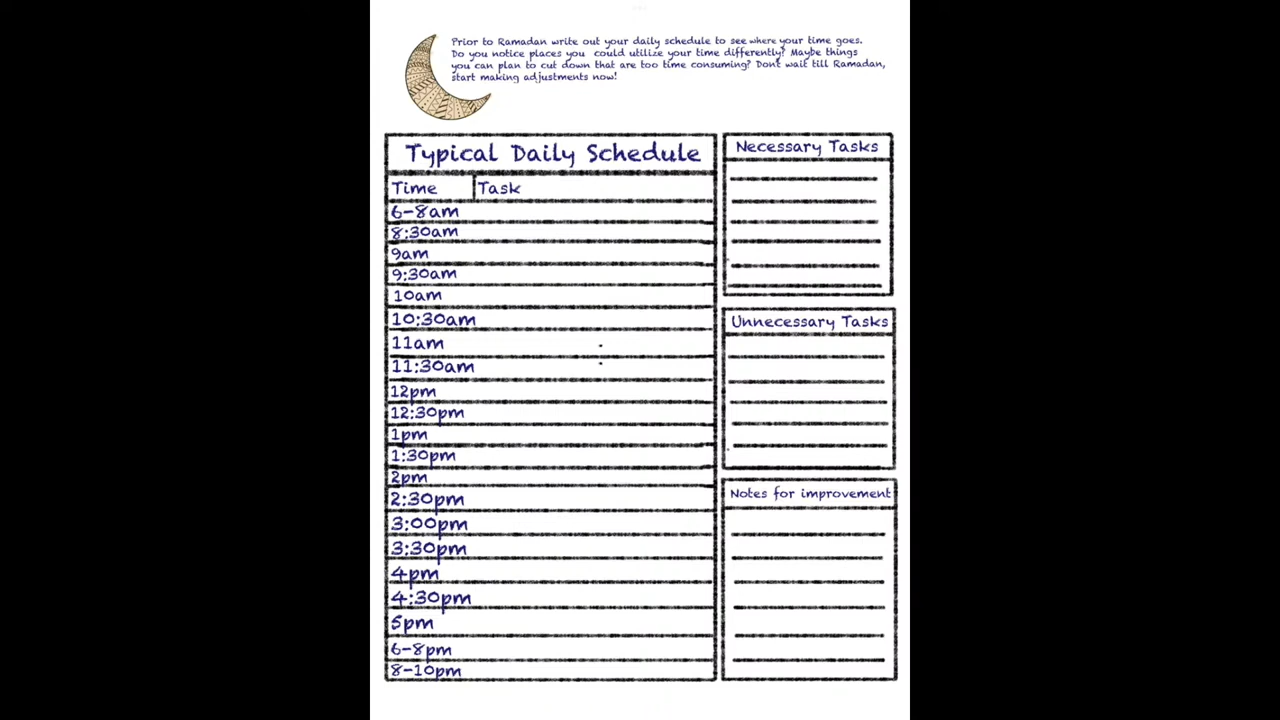 Prior to Ramadan write out your daily schedule to see where your time goes.
Do you notice places you could utilize your time differently? Maybe things
you can plan to cut down that are too time consuming? Don't wait till Ramadan,
start making adjustments now!
Typical Daily Schedule
Time Task
6-8am
8:30am
9am
9:30am
10am
10:30am
11am
11:30am
12pm
12:30pm
1pm
1:30pm
2pm
2:30pm
3:00pm
3:30pm
4pm
4:30pm
5pm
6-8pm
8-10pm
Necessary Tasks
Unnecessary Tasks
Notes for improvement